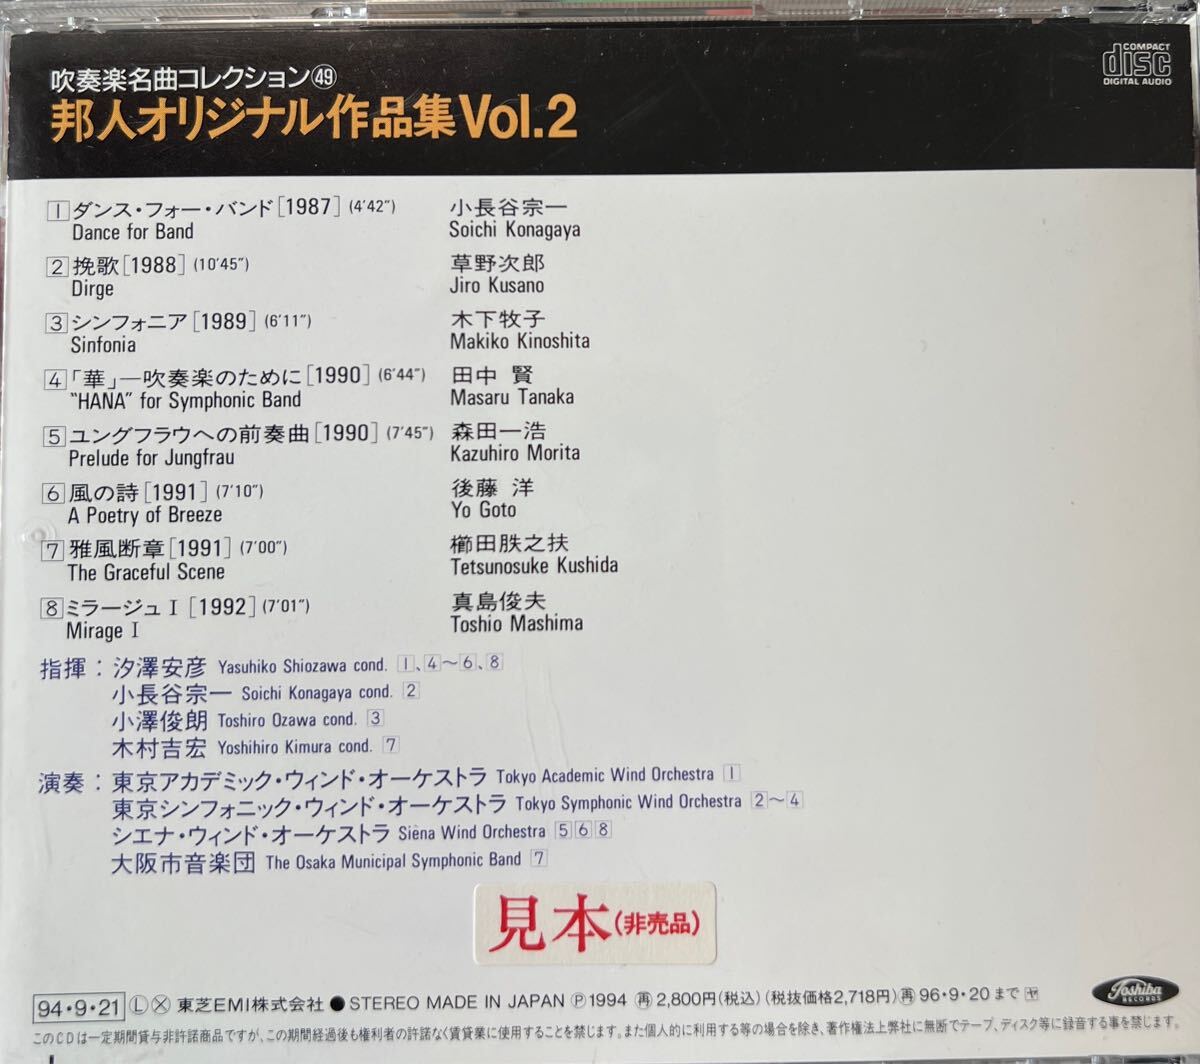 COMPACT
disc
DIGITAL AUDIO
吹奏楽名曲コレクション㊾
邦人オリジナル作品集Vol.2
1 ダンス・フォー・バンド[1987] (4'42") 小長谷宗一
Dance for Band Soichi Konagaya
2 挽歌[1988] (10'45") 草野次郎
Dirge Jiro Kusano
3 シンフォニア[1989] (6'11") 木下牧子
Sinfonia Makiko Kinoshita
4 「華」―吹奏楽のために[1990] (6'44") 田中 賢
"HANA" for Symphonic Band Masaru Tanaka
5 ユングフラウへの前奏曲[1990] (7'45") 森田一浩
Prelude for Jungfrau Kazuhiro Morita
6 風の詩[1991] (7'10") 後藤 洋
A Poetry of Breeze Yo Goto
7 雅風断章[1991] (7'00") 櫛田胅之扶
The Graceful Scene Tetsunosuke Kushida
8 ミラージュⅠ[1992] (7'01") 真島俊夫
Mirage Ⅰ Toshio Mashima
指揮：汐澤安彦 Yasuhiko Shiozawa cond. 1、4～6、8
小長谷宗一 Soichi Konagaya cond. 2
小澤俊朗 Toshiro Ozawa cond. 3
木村吉宏 Yoshihiro Kimura cond. 7
演奏：東京アカデミック・ウィンド・オーケストラ Tokyo Academic Wind Orchestra 1
東京シンフォニック・ウィンド・オーケストラ Tokyo Symphonic Wind Orchestra 2～4
シエナ・ウィンド・オーケストラ Siena Wind Orchestra 5 6 8
大阪市音楽団 The Osaka Municipal Symphonic Band 7
見本(非売品)
94・9・21 Ⓛ Ⓧ 東芝EMI株式会社 ● STEREO MADE IN JAPAN Ⓟ 1994 ㊢ 2,800円(税込)(税抜価格2,718円) ㊢ 96・9・20まで ヤ
Toshiba
RECORDS
このCDは一定期間貸与非許諾商品ですが、この期間経過後も権利者の許諾なく賃貸業に使用することを禁じます。また個人的に利用する等の場合を除き、著作権法上弊社に無断でテープ、ディスク等に録音する事を禁じます。